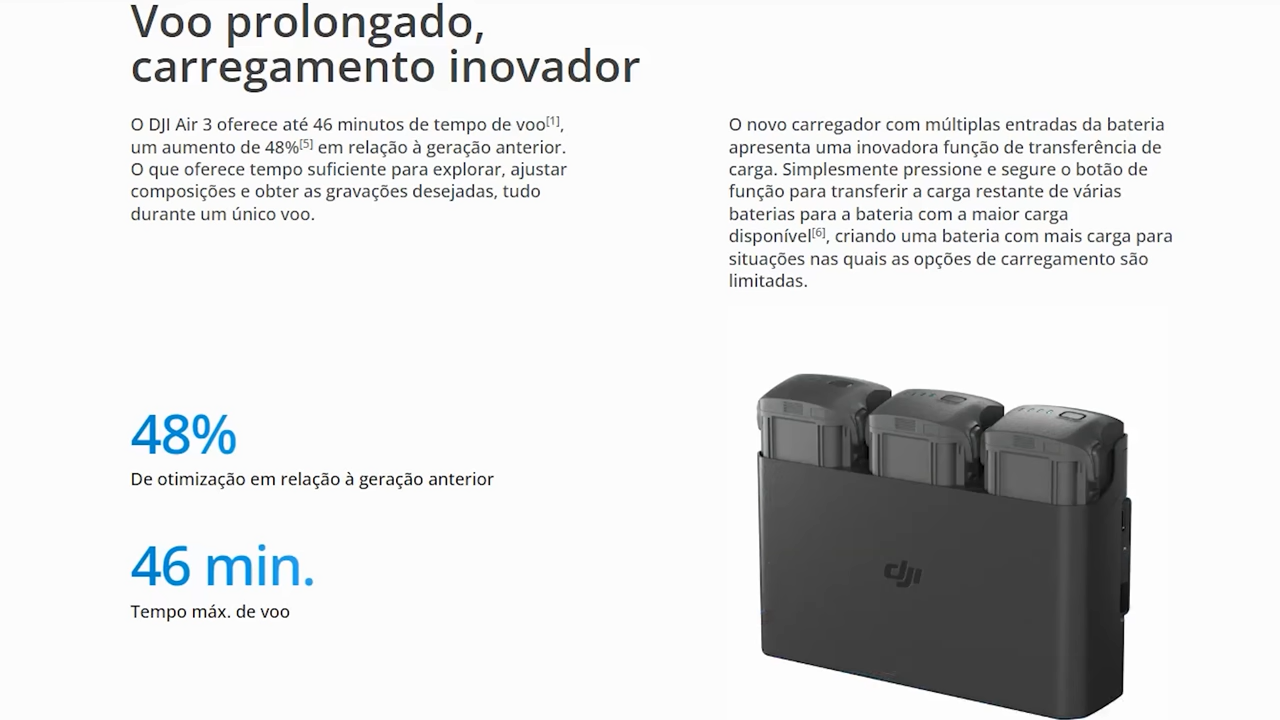 Voo prolongado,
carregamento inovador
O DJI Air 3 oferece até 46 minutos de tempo de voo[1],
um aumento de 48%[5] em relação à geração anterior.
O que oferece tempo suficiente para explorar, ajustar
composições e obter as gravações desejadas, tudo
durante um único voo.
O novo carregador com múltiplas entradas da bateria
apresenta uma inovadora função de transferência de
carga. Simplesmente pressione e segure o botão de
função para transferir a carga restante de várias
baterias para a bateria com a maior carga
disponível[6], criando uma bateria com mais carga para
situações nas quais as opções de carregamento são
limitadas.
48%
De otimização em relação à geração anterior
46 min.
Tempo máx. de voo
dji